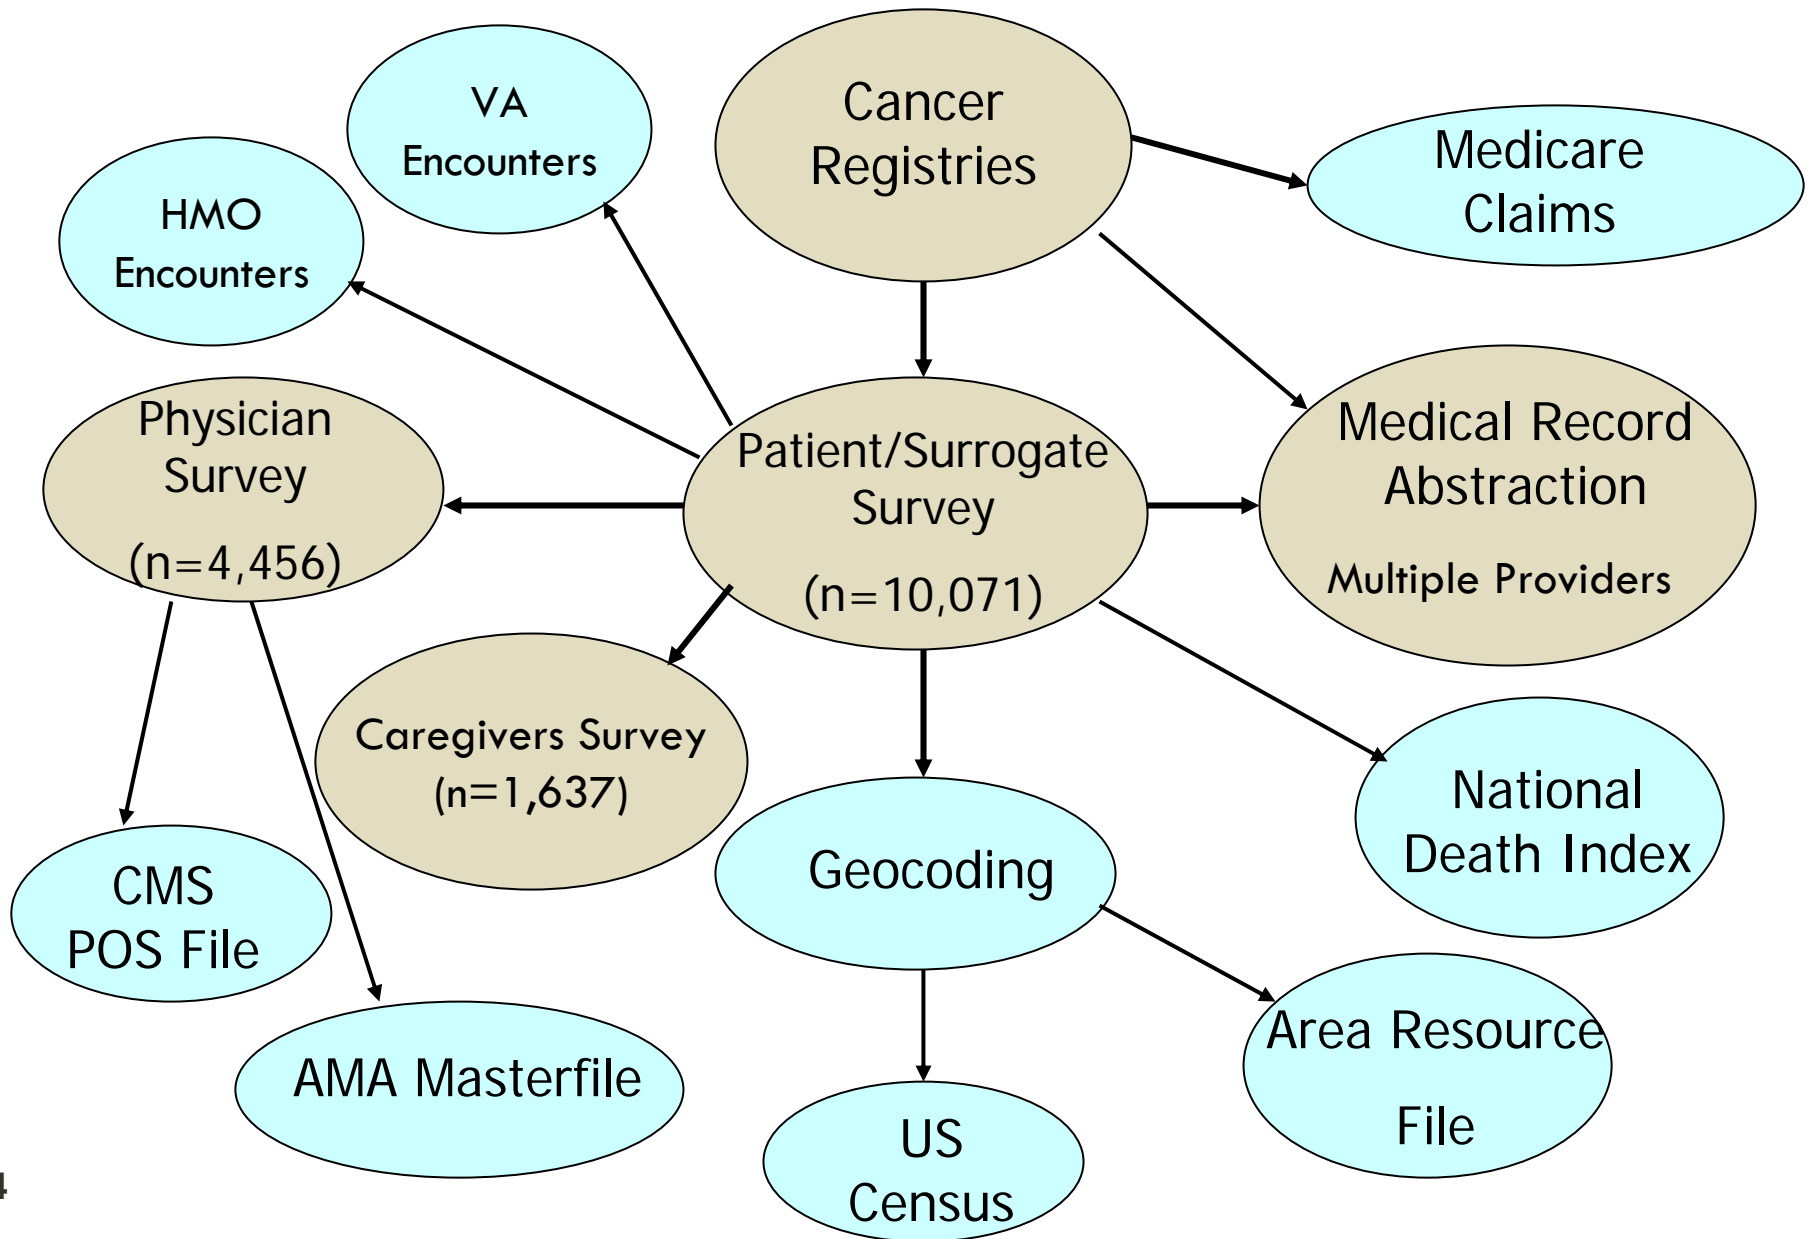 VA
Encounters
Cancer
Registries
Medicare
Claims
HMO
Encounters
Physician
Survey
(n=4,456)
Patient/Surrogate
Survey
(n=10,071)
Medical Record
Abstraction
Multiple Providers
Caregivers Survey
(n=1,637)
National
Death Index
Geocoding
CMS
POS File
Area Resource
File
AMA Masterfile
US
Census
4